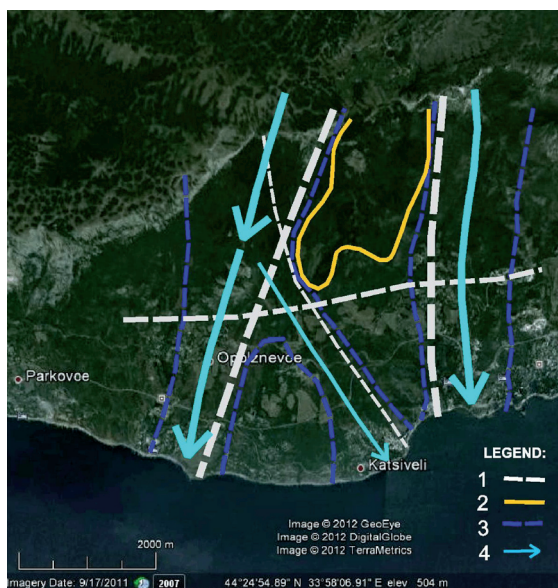 Opolznevoe
Parkovoe
Katsiveli
LEGEND:
1
2
3
4
Image © 2012 GeoEye
Image © 2012 DigitalGlobe
Image © 2012 TerraMetrics
2000 m
Imagery Date: 9/17/2011 2007 44°24'54.89" N 33°58'06.91" E elev 504 m